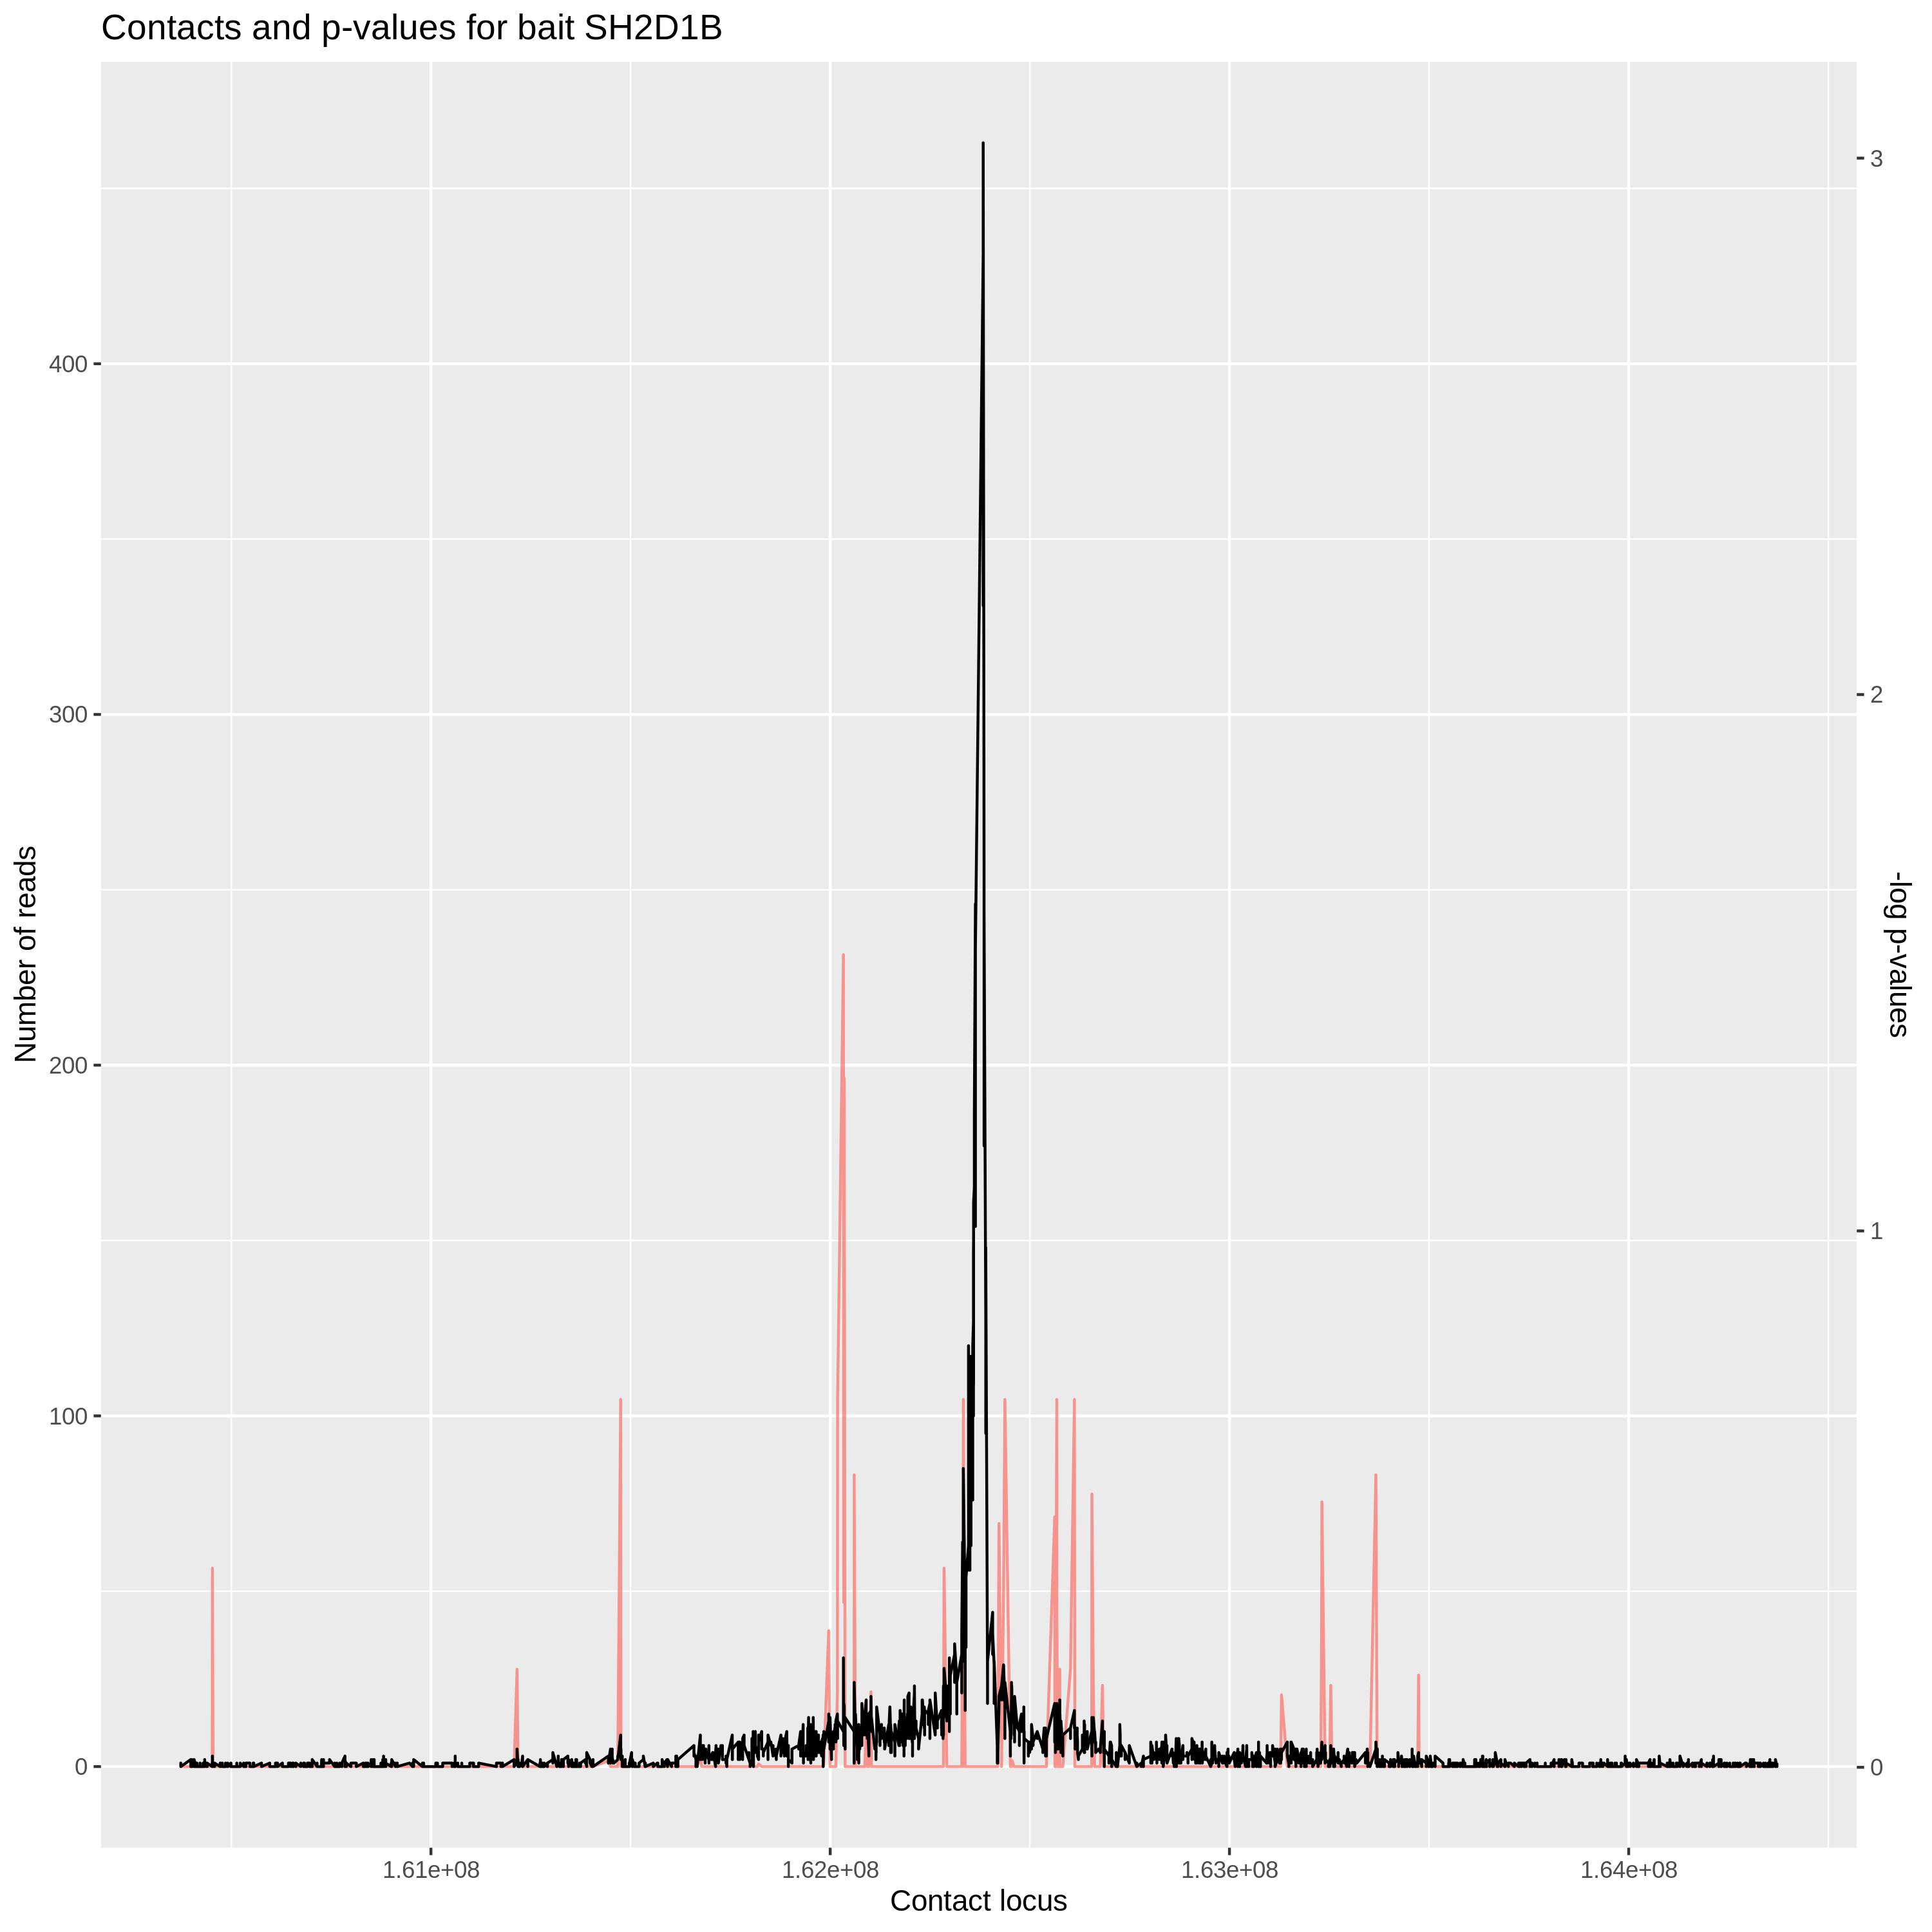 Contacts and p-values for bait SH2D1B
Number of reads
400
300
200
100
0
3
2
1
0
-log p-values
1.61e+08
1.62e+08
1.63e+08
1.64e+08
Contact locus